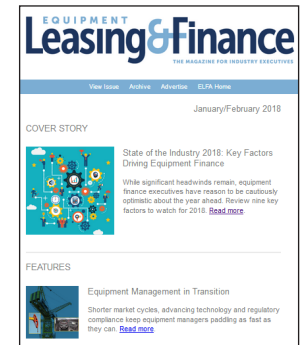 EQUIPMENT
Leasing&Finance
THE MAGAZINE FOR INDUSTRY EXECUTIVES
View Issue Archive Advertise ELFA Home
January/February 2018
COVER STORY
State of the Industry 2018: Key Factors
Driving Equipment Finance
While significant headwinds remain, equipment
finance executives have reason to be cautiously
optimistic about the year ahead. Review nine key
factors to watch for 2018. Read more.
FEATURES
Equipment Management in Transition
Shorter market cycles, advancing technology and regulatory
compliance keep equipment managers paddling as fast as
they can. Read more.